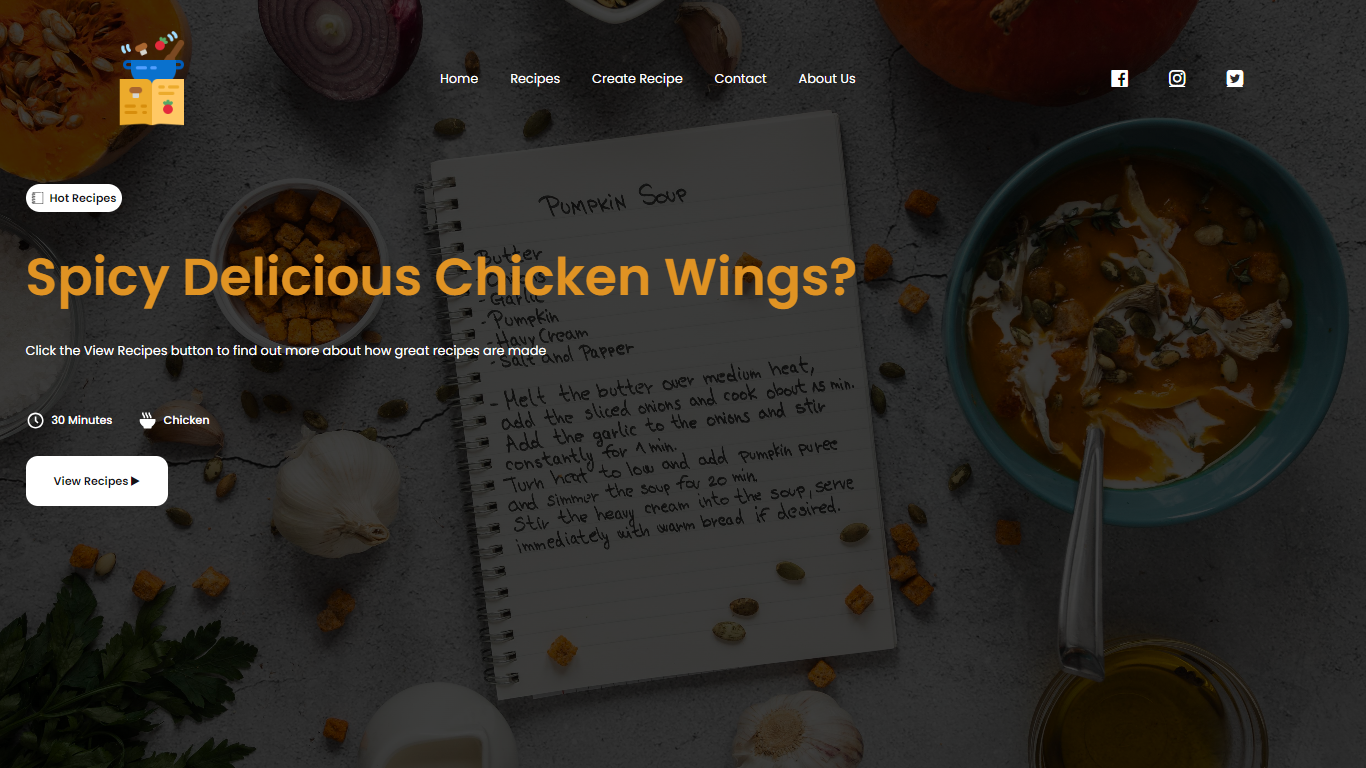 Home Recipes Create Recipe Contact About Us
Hot Recipes
Spicy Delicious Chicken Wings?
Click the View Recipes button to find out more about how great recipes are made
30 Minutes Chicken
View Recipes
Pumpkin Soup
- Butter
- Garlic
- Pumpkin
- Havy Cream
- Salt and Papper
- Melt the butter over medium heat,
add the sliced onions and cook about 15 min.
Add the garlic to the onions and stir
constantly for 1 min.
Turn heat to low and add pumpkin puree
and simmer the soup for 20 min.
Stir the heavy cream into the soup, serve
immediately with warm bread if desired.